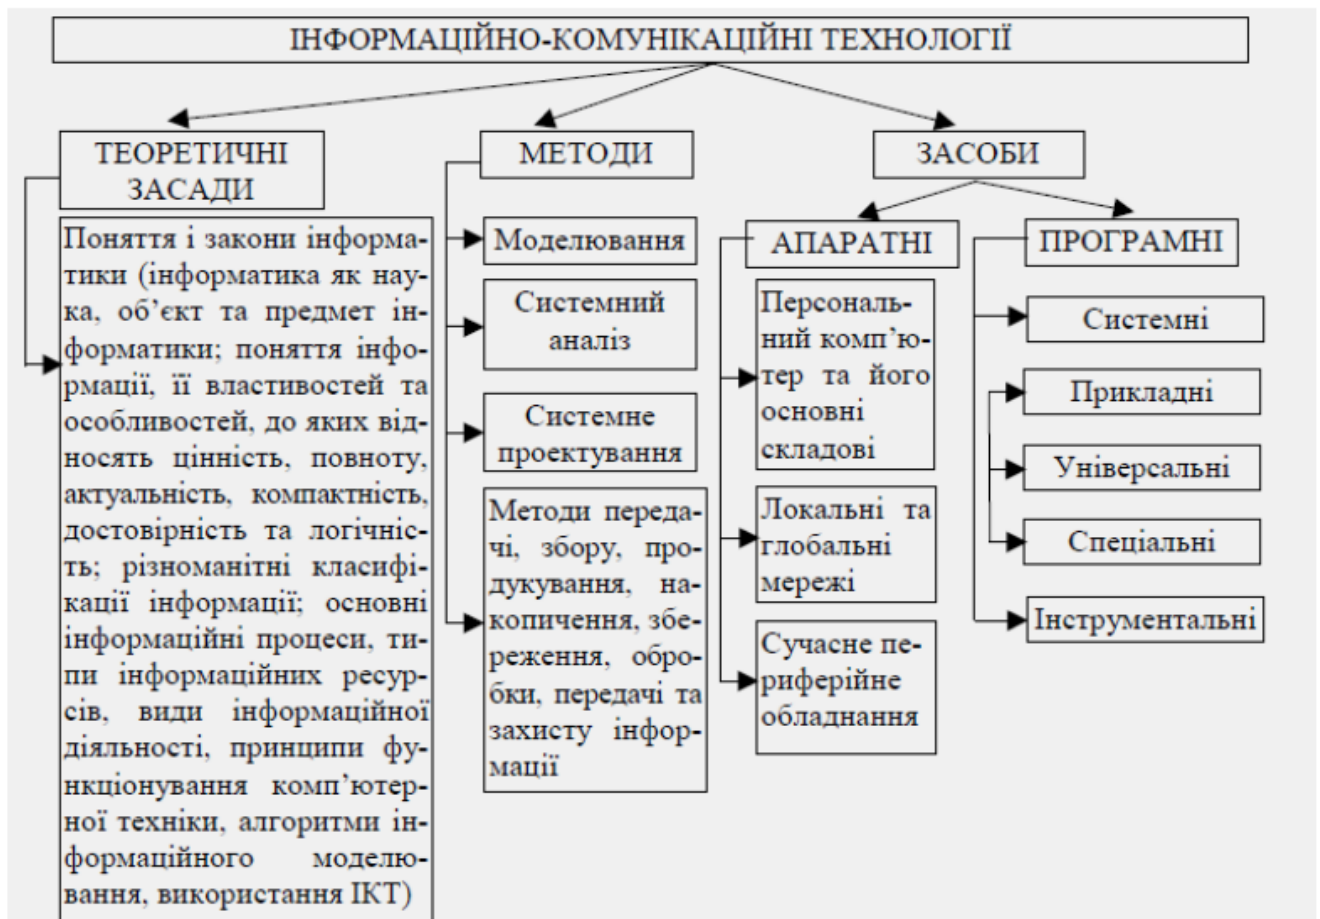 ІНФОРМАЦІЙНО-КОМУНІКАЦІЙНІ ТЕХНОЛОГІЇ
ТЕОРЕТИЧНІ
ЗАСАДИ
Поняття і закони інформа-
тики (інформатика як нау-
ка, об’єкт та предмет ін-
форматики; поняття інфо-
рмації, її властивостей та
особливостей, до яких від-
носять цінність, повноту,
актуальність, компактність,
достовірність та логічніс-
ть; різноманітні класифі-
кації інформації; основні
інформаційні процеси, ти-
пи інформаційних ресур-
сів, види інформаційної
діяльності, принципи фу-
нкціонування комп’ютер-
ної техніки, алгоритми ін-
формаційного моделю-
вання, використання ІКТ)
МЕТОДИ
Моделювання
Системний
аналіз
Системне
проектування
Методи переда-
чі, збору, про-
дукування, на-
копичення, збе-
реження, обро-
бки, передачі та
захисту інфор-
мації
ЗАСОБИ
АПАРАТНІ
Персональ-
ний комп’ю-
тер та його
основні
складові
Локальні та
глобальні
мережі
Сучасне пе-
риферійне
обладнання
ПРОГРАМНІ
Системні
Прикладні
Універсальні
Спеціальні
Інструментальні